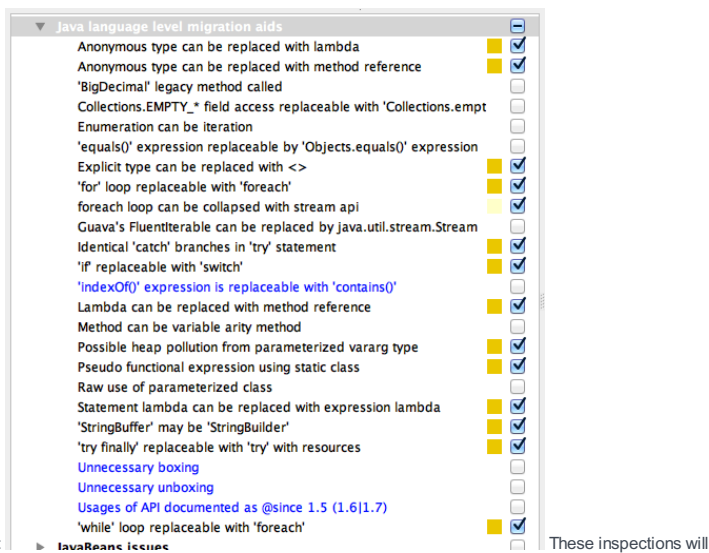 Java language level migration aids
Anonymous type can be replaced with lambda
Anonymous type can be replaced with method reference
'BigDecimal' legacy method called
Collections.EMPTY_* field access replaceable with 'Collections.empt
Enumeration can be iteration
'equals()' expression replaceable by 'Objects.equals()' expression
Explicit type can be replaced with <>
'for' loop replaceable with 'foreach'
foreach loop can be collapsed with stream api
Guava's FluentIterable can be replaced by java.util.stream.Stream
Identical 'catch' branches in 'try' statement
'if' replaceable with 'switch'
'indexOf()' expression is replaceable with 'contains()'
Lambda can be replaced with method reference
Method can be variable arity method
Possible heap pollution from parameterized vararg type
Pseudo functional expression using static class
Raw use of parameterized class
Statement lambda can be replaced with expression lambda
'StringBuffer' may be 'StringBuilder'
'try finally' replaceable with 'try' with resources
Unnecessary boxing
Unnecessary unboxing
Usages of API documented as @since 1.5 (1.6|1.7)
'while' loop replaceable with 'foreach'
JavaBeans issues
These inspections will